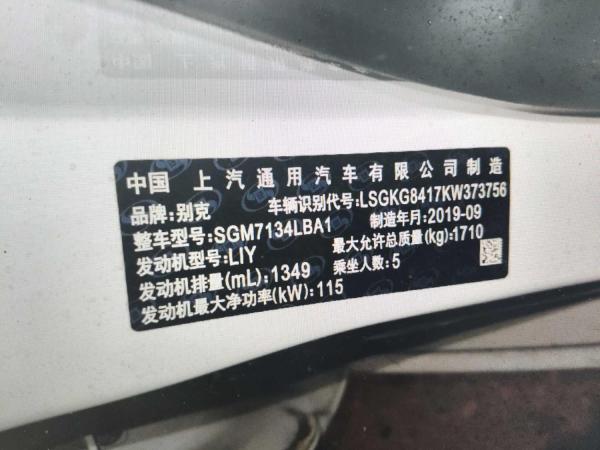 中国 上汽通用汽车有限公司制造
品牌:别克 车辆识别代号:LSGKG8417KW373756
整车型号:SGM7134LBA1 制造年月:2019-09
发动机型号:LIY 最大允许总质量(kg):1710
发动机排量(mL):1349 乘坐人数:5
发动机最大净功率(kW):115